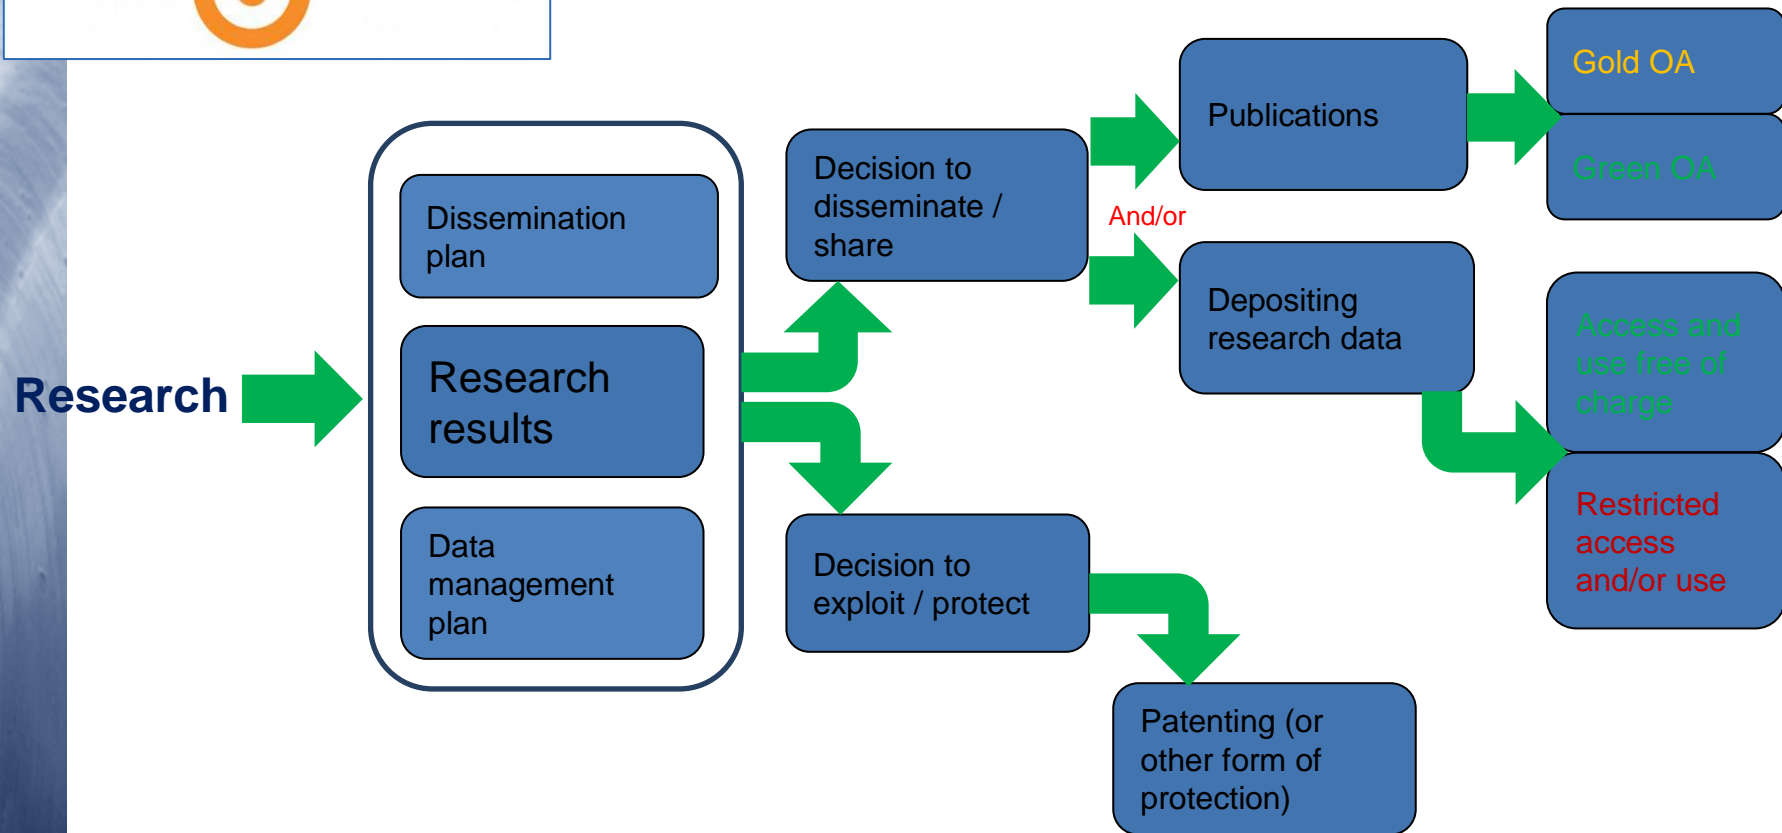 Research
Dissemination
plan
Research
results
Data
management
plan
Decision to
disseminate /
share
Decision to
exploit / protect
And/or
Publications
Depositing
research data
Patenting (or
other form of
protection)
Gold OA
Green OA
Access and
use free of
charge
Restricted
access
and/or use